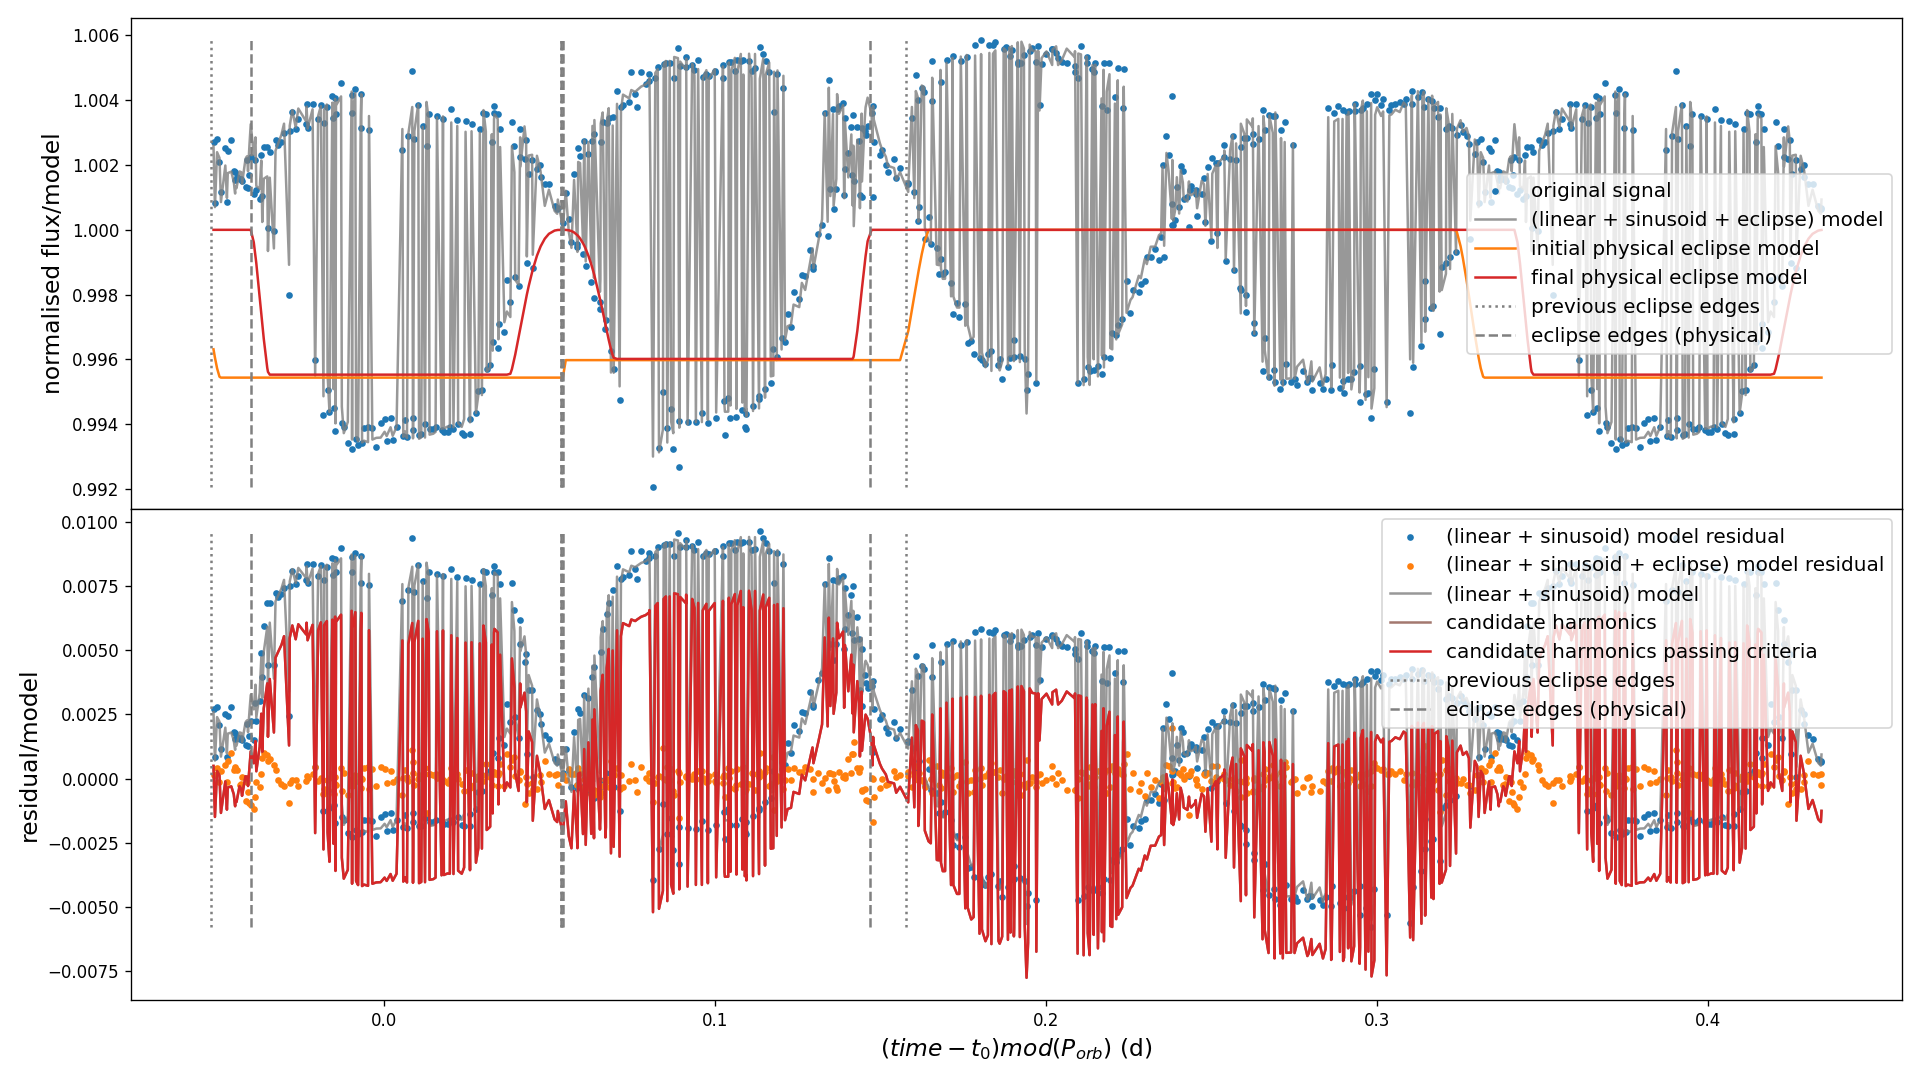 1.006
1.004
1.002
1.000
0.998
0.996
0.994
0.992
normalised flux/model
original signal
(linear + sinusoid + eclipse) model
initial physical eclipse model
final physical eclipse model
previous eclipse edges
eclipse edges (physical)
0.0100
0.0075
0.0050
0.0025
0.0000
−0.0025
−0.0050
−0.0075
residual/model
(linear + sinusoid) model residual
(linear + sinusoid + eclipse) model residual
(linear + sinusoid) model
candidate harmonics
candidate harmonics passing criteria
previous eclipse edges
eclipse edges (physical)
0.0 0.1 0.2 0.3 0.4
(time − t₀)mod(P_orb) (d)